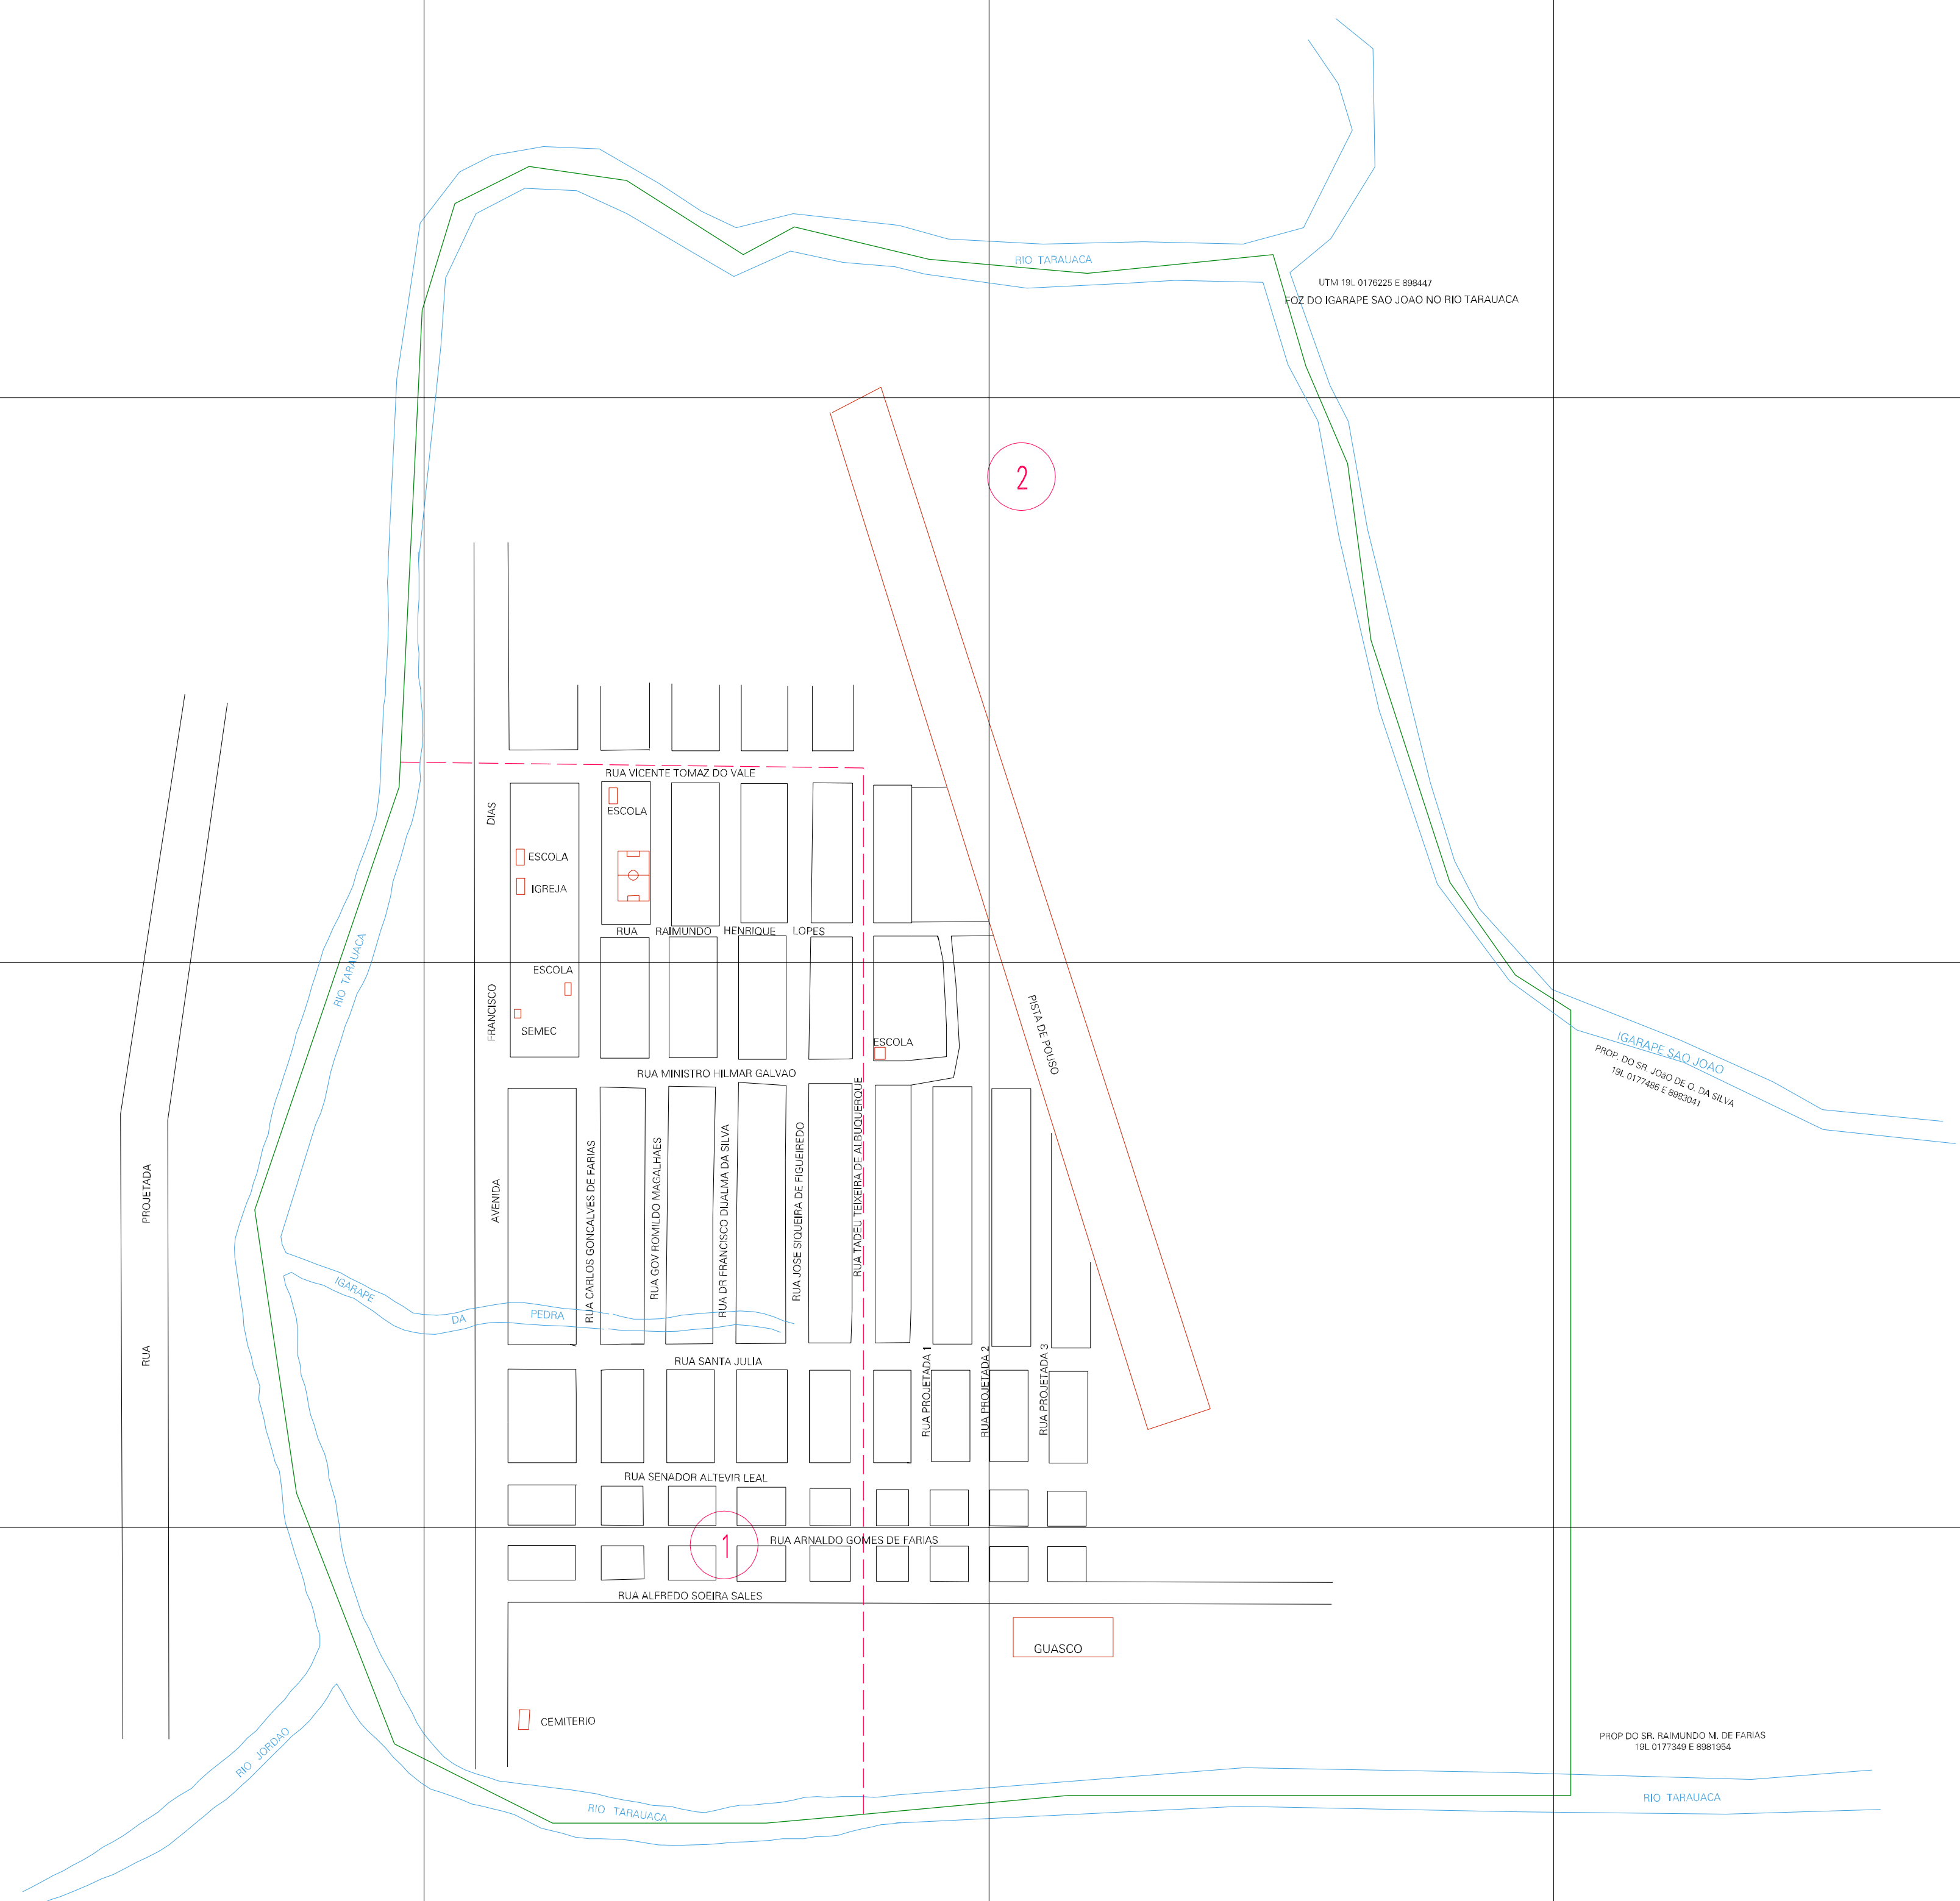 RIO TARAUACA
UTM 19L 0176225 E 898447
FOZ DO IGARAPE SAO JOAO NO RIO TARAUACA
2
RUA VICENTE TOMAZ DO VALE
DIAS
ESCOLA
ESCOLA
IGREJA
RUA RAIMUNDO HENRIQUE LOPES
RIO TARAUACA
ESCOLA
FRANCISCO
SEMEC
ESCOLA
PISTA DE POUSO
IGARAPE SAO JOAO
PROP. DO SR. JOãO DE O. DA SILVA
19L 0177486 E 8983041
RUA MINISTRO HILMAR GALVAO
PROJETADA
AVENIDA
RUA CARLOS GONCALVES DE FARIAS
RUA GOV ROMILDO MAGALHAES
RUA DR FRANCISCO DIJALMA DA SILVA
RUA JOSE SIQUEIRA DE FIGUEIREDO
RUA TADEU TEIXEIRA DE ALBUQUERQUE
IGARAPE DA PEDRA
RUA
RUA SANTA JULIA
RUA PROJETADA 1
RUA PROJETADA 2
RUA PROJETADA 3
RUA SENADOR ALTEVIR LEAL
1
RUA ARNALDO GOMES DE FARIAS
RUA ALFREDO SOEIRA SALES
GUASCO
CEMITERIO
RIO JORDAO
PROP DO SR. RAIMUNDO M. DE FARIAS
19L 0177349 E 8981954
RIO TARAUACA
RIO TARAUACA